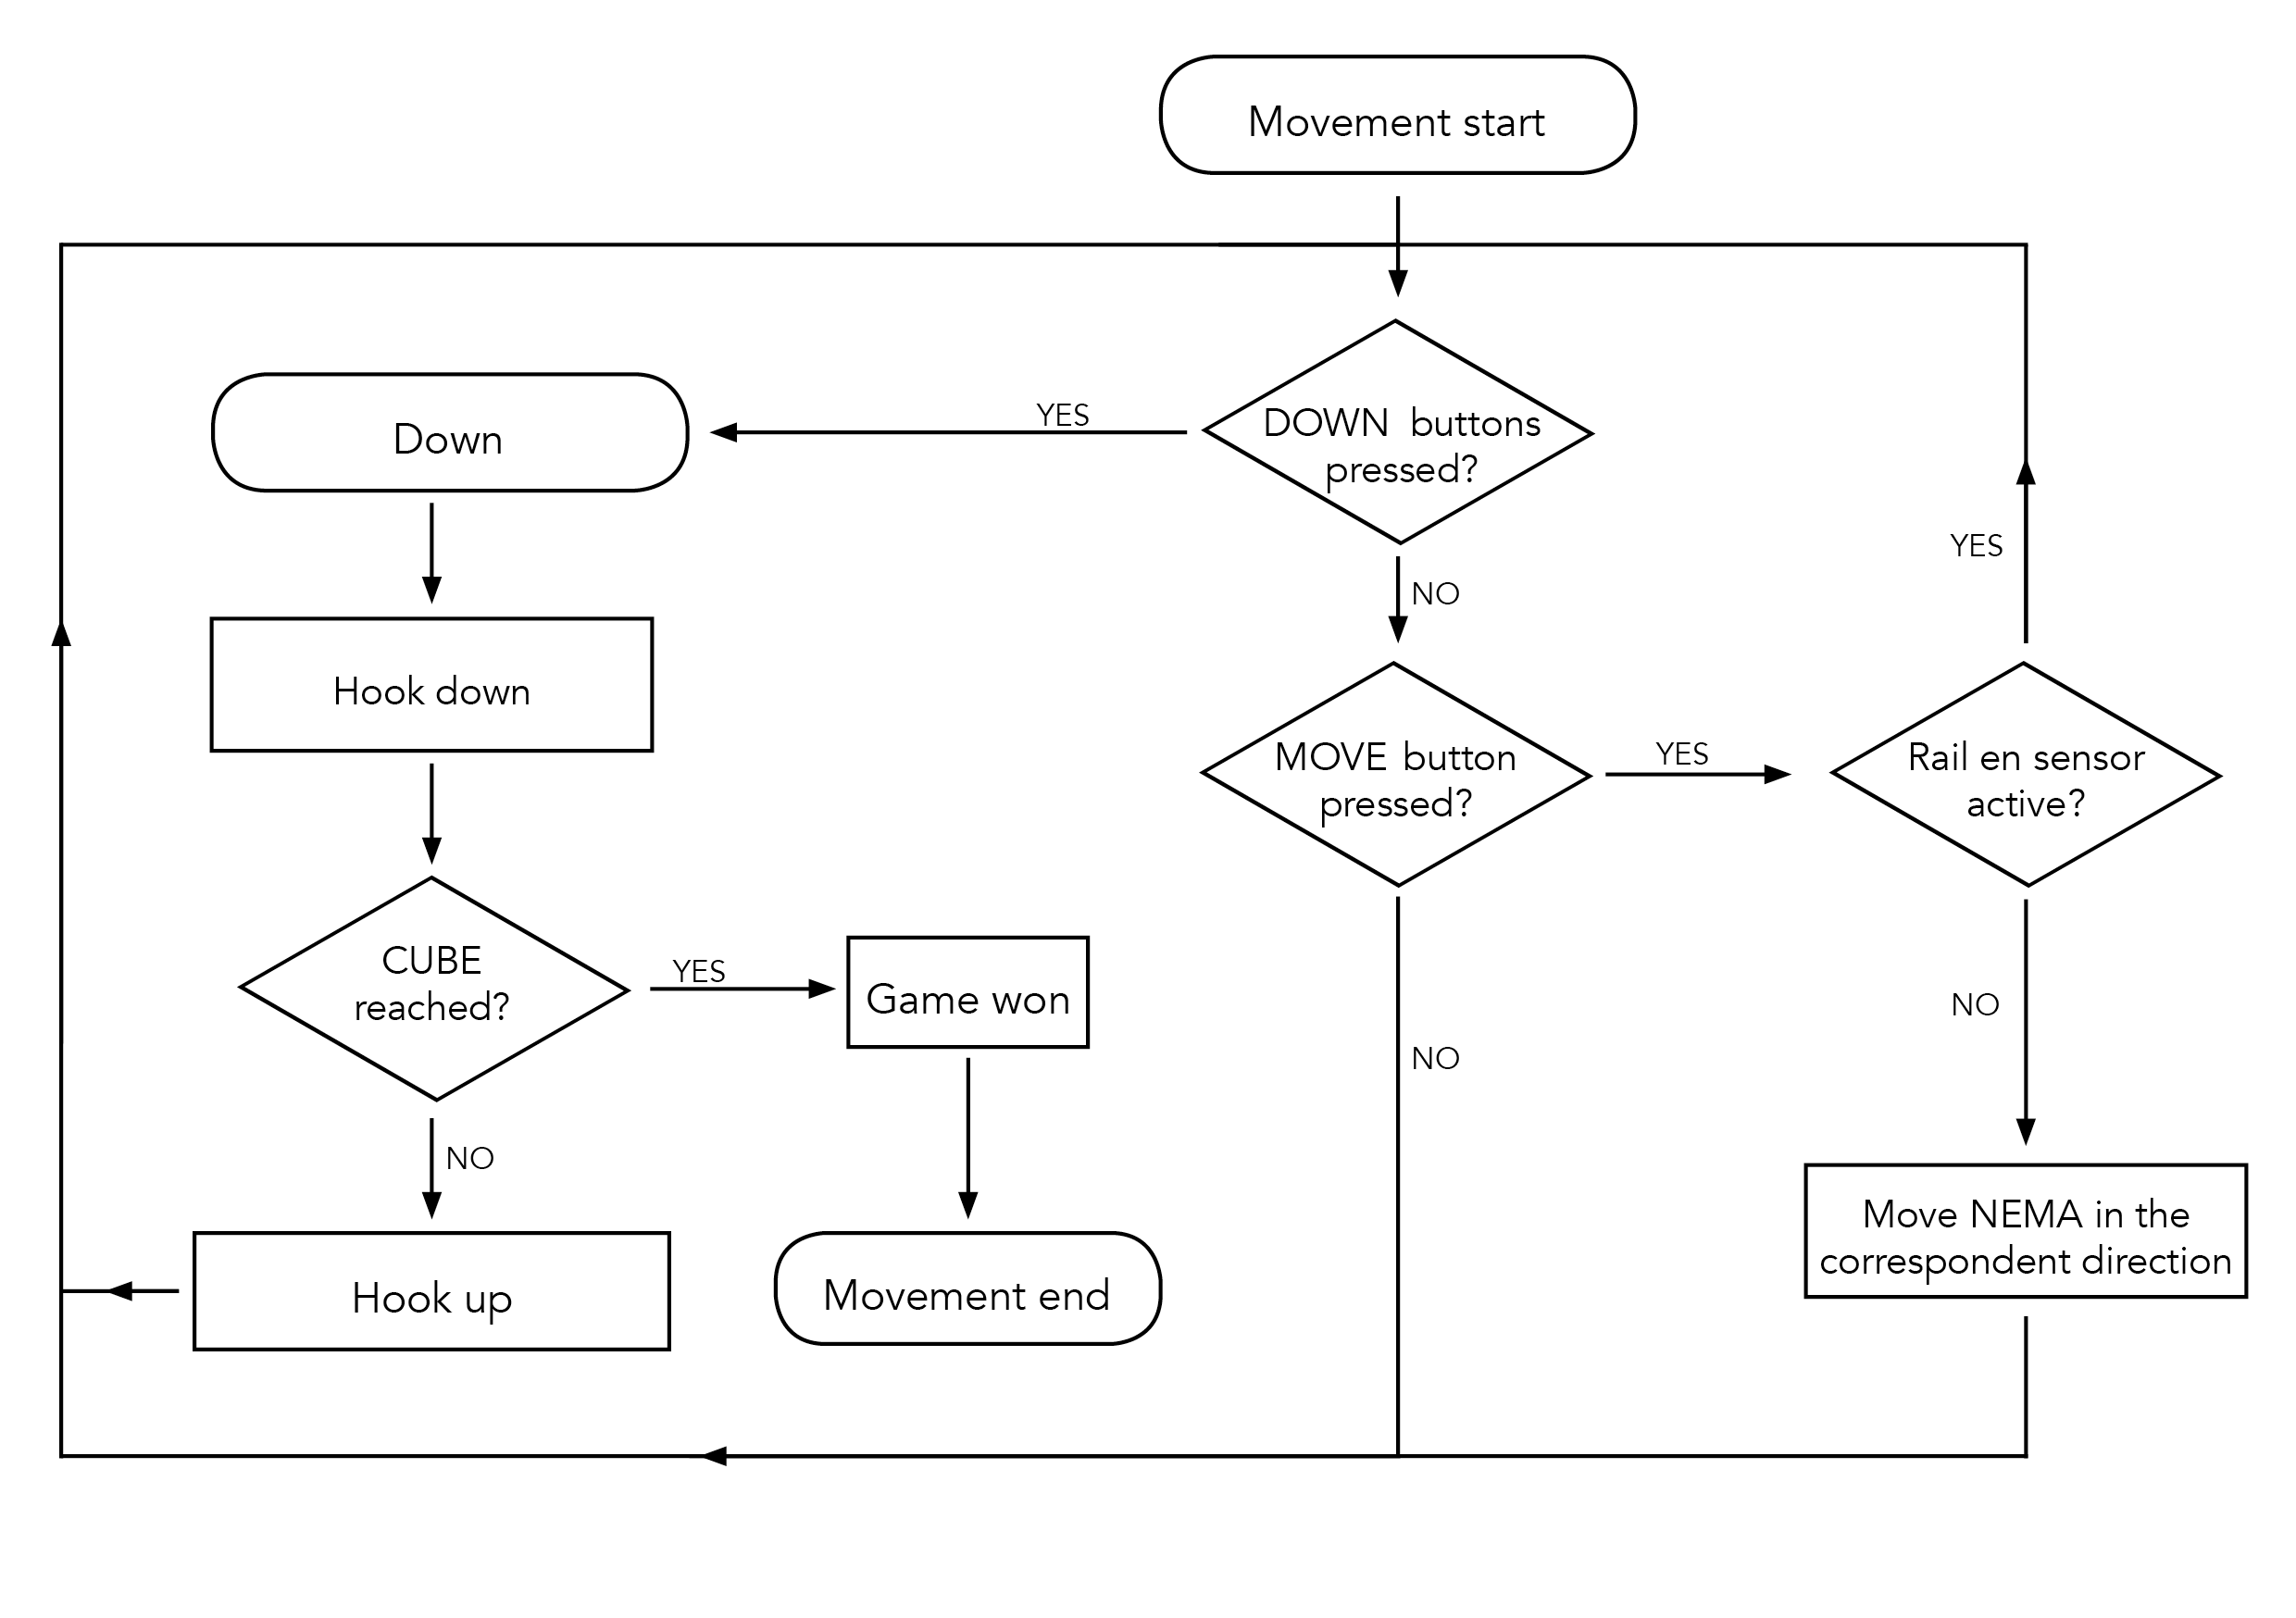 Movement start
YES
DOWN buttons
pressed?
Down
NO
YES
Hook down
MOVE button
pressed?
YES
Rail en sensor
active?
CUBE
reached?
YES
Game won
NO
NO
NO
Move NEMA in the
correspondent direction
Hook up
Movement end